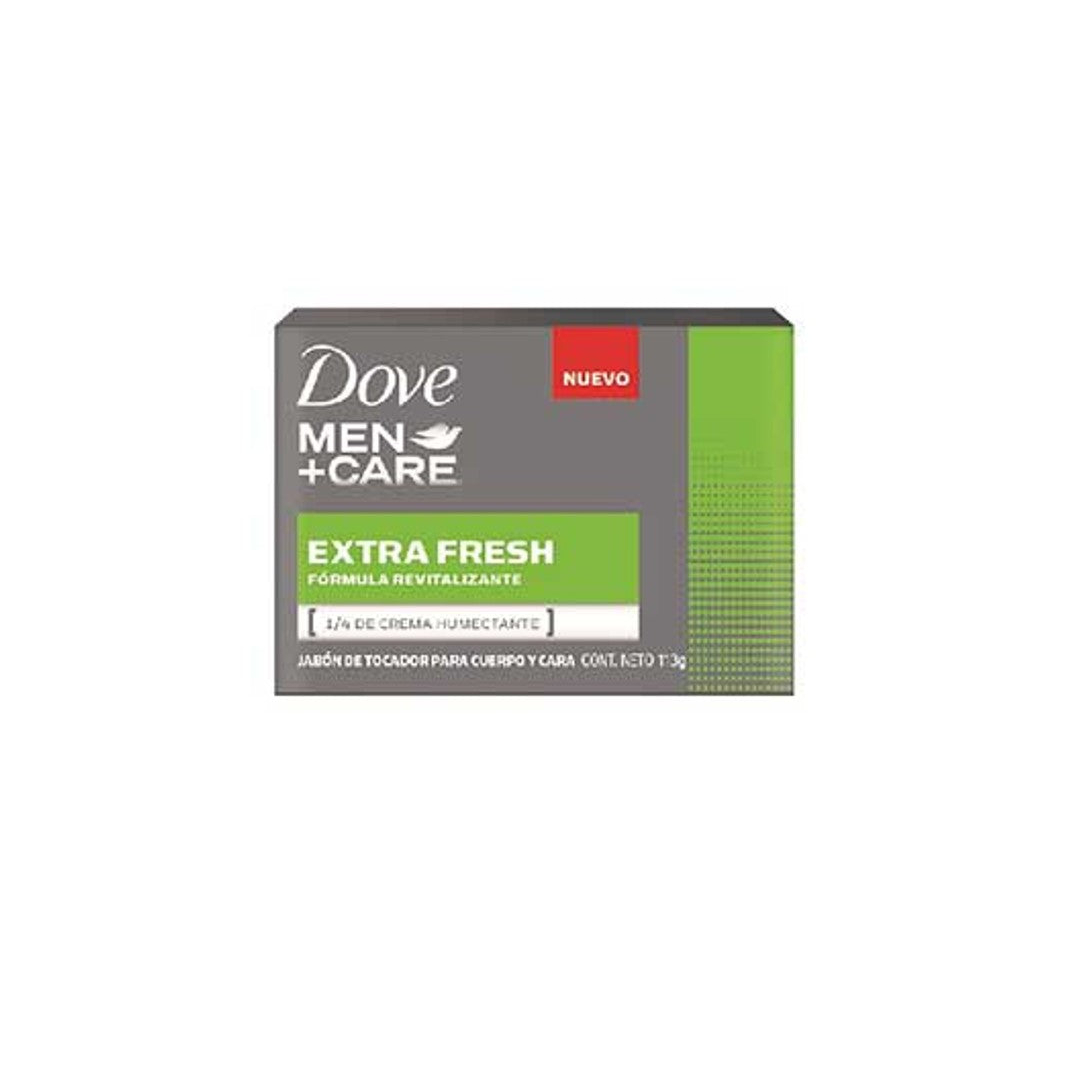 Dove
NUEVO
MEN
+CARE
EXTRA FRESH
FÓRMULA REVITALIZANTE
[ 1/4 DE CREMA HUMECTANTE ]
JABÓN DE TOCADOR PARA CUERPO Y CARA CONT. NETO 113g